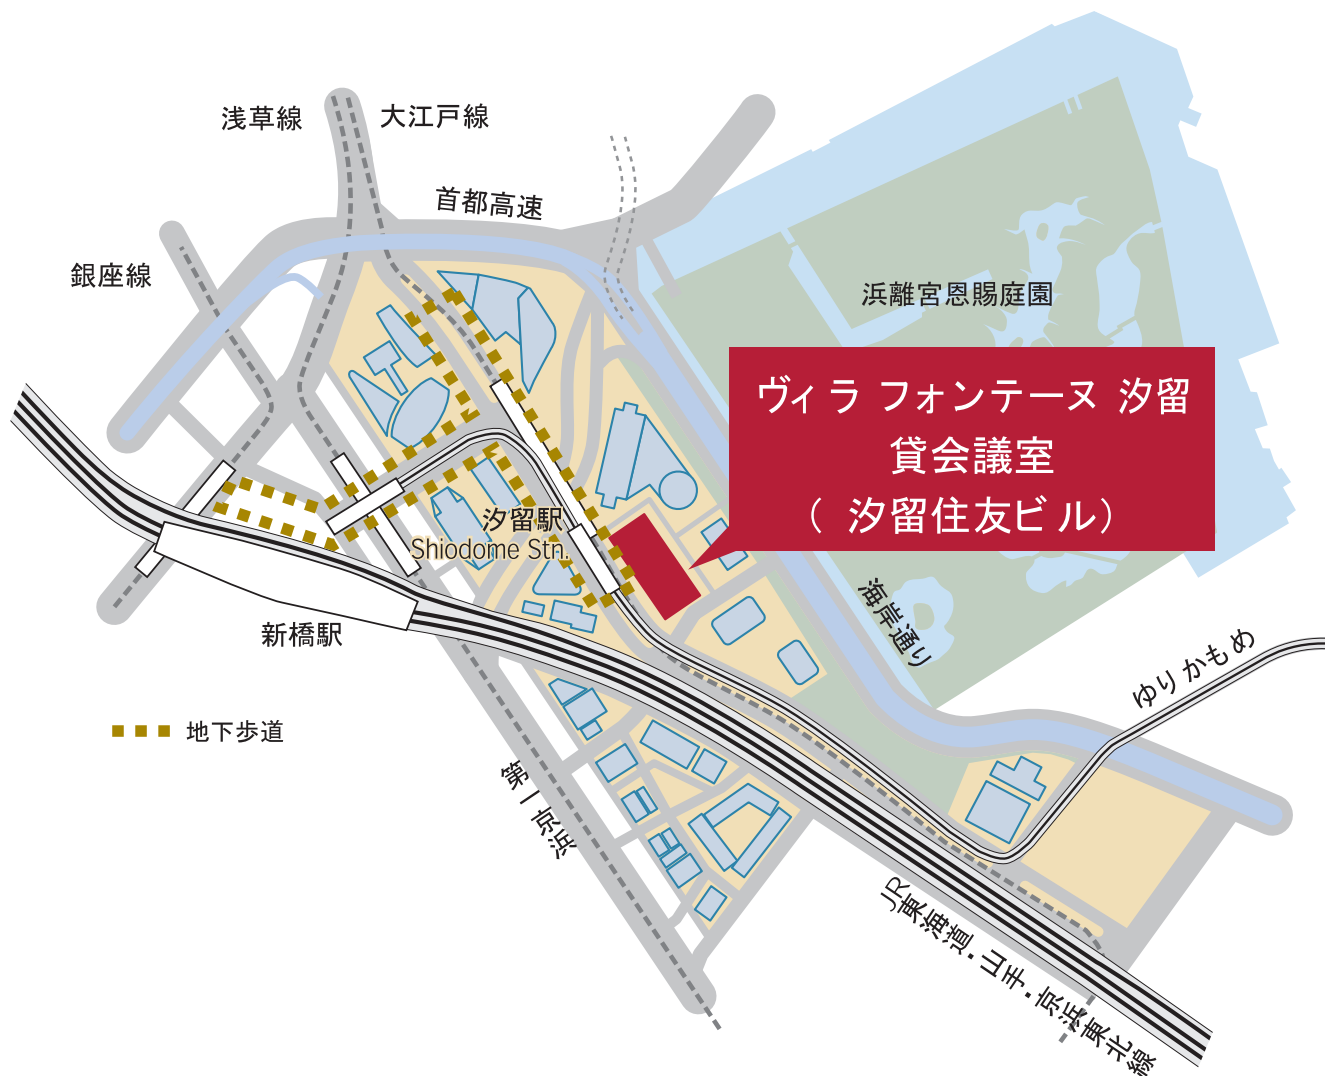 浅草線
大江戸線
首都高速
銀座線
浜離宮恩賜庭園
ヴィラ フォンテーヌ 汐留
貸会議室
( 汐留住友ビル)
汐留駅
Shiodome Stn.
海岸通り
新橋駅
ゆりかもめ
地下歩道
第一京浜
JR東海道・山手・京浜東北線